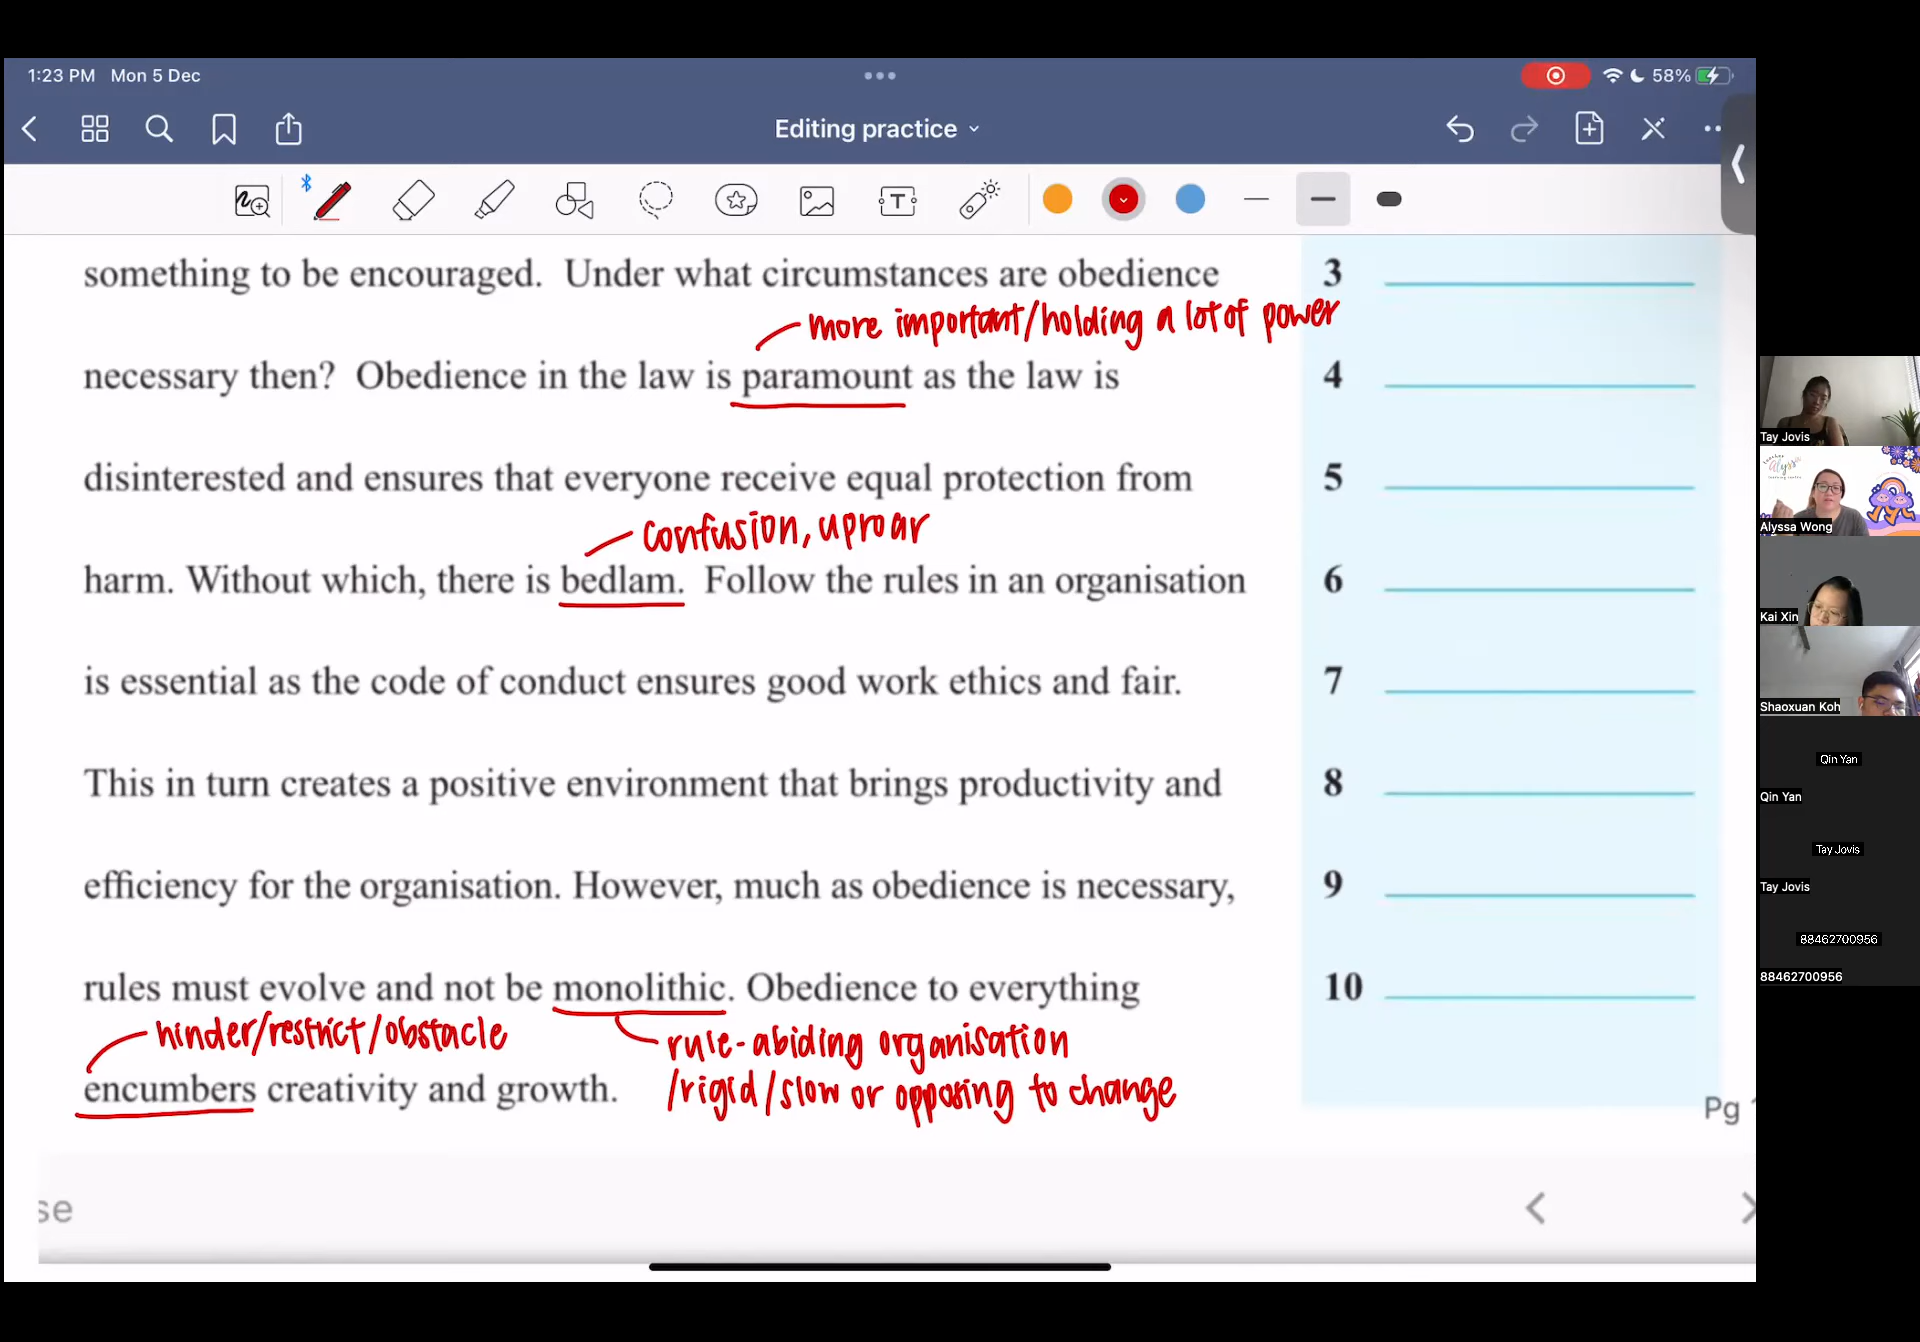 1:23 PM Mon 5 Dec
58%
Editing practice
something to be encouraged. Under what circumstances are obedience 3
more important/holding a lot of power
necessary then? Obedience in the law is paramount as the law is 4
disinterested and ensures that everyone receive equal protection from 5
confusion, uproar
harm. Without which, there is bedlam. Follow the rules in an organisation 6
is essential as the code of conduct ensures good work ethics and fair. 7
This in turn creates a positive environment that brings productivity and 8
efficiency for the organisation. However, much as obedience is necessary, 9
rules must evolve and not be monolithic. Obedience to everything 10
hinder/restrict/obstacle
rule-abiding organisation
encumbers creativity and growth.
/rigid/slow or opposing to change
Pg
se
Tay Jovis
teacher
alyssa
learning centre
Alyssa Wong
Kai Xin
Shaoxuan Koh
Qin Yan
Qin Yan
Tay Jovis
Tay Jovis
88462700956
88462700956